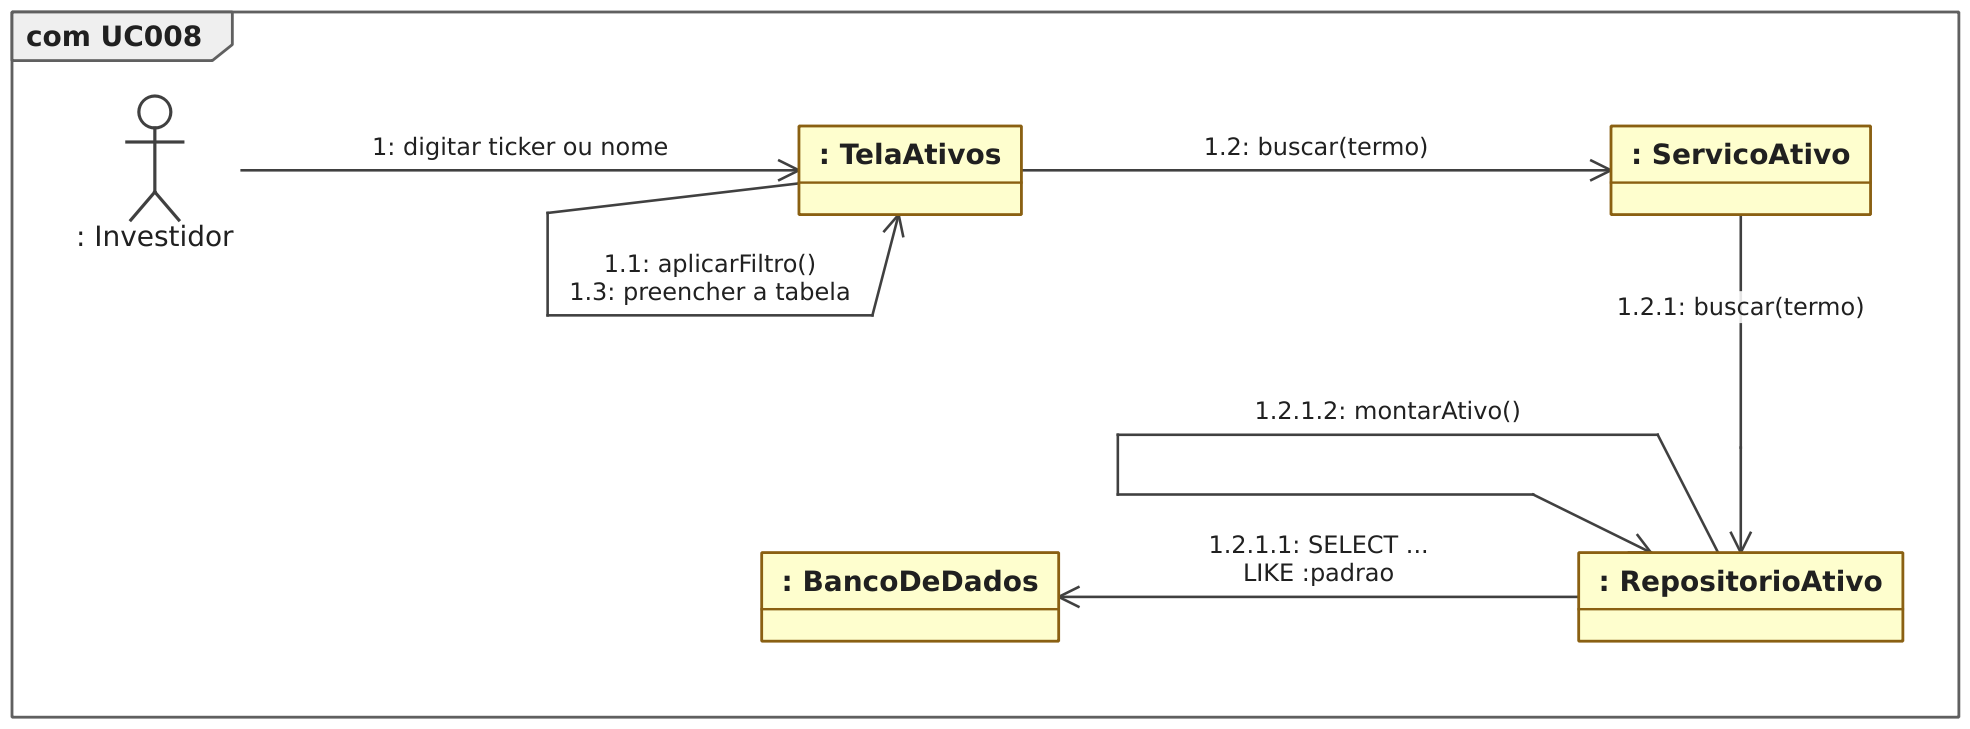 com UC008
: Investidor
1: digitar ticker ou nome
: TelaAtivos
1.2: buscar(termo)
: ServicoAtivo
1.1: aplicarFiltro()
1.3: preencher a tabela
1.2.1: buscar(termo)
1.2.1.2: montarAtivo()
1.2.1.1: SELECT ...
LIKE :padrao
: BancoDeDados
: RepositorioAtivo